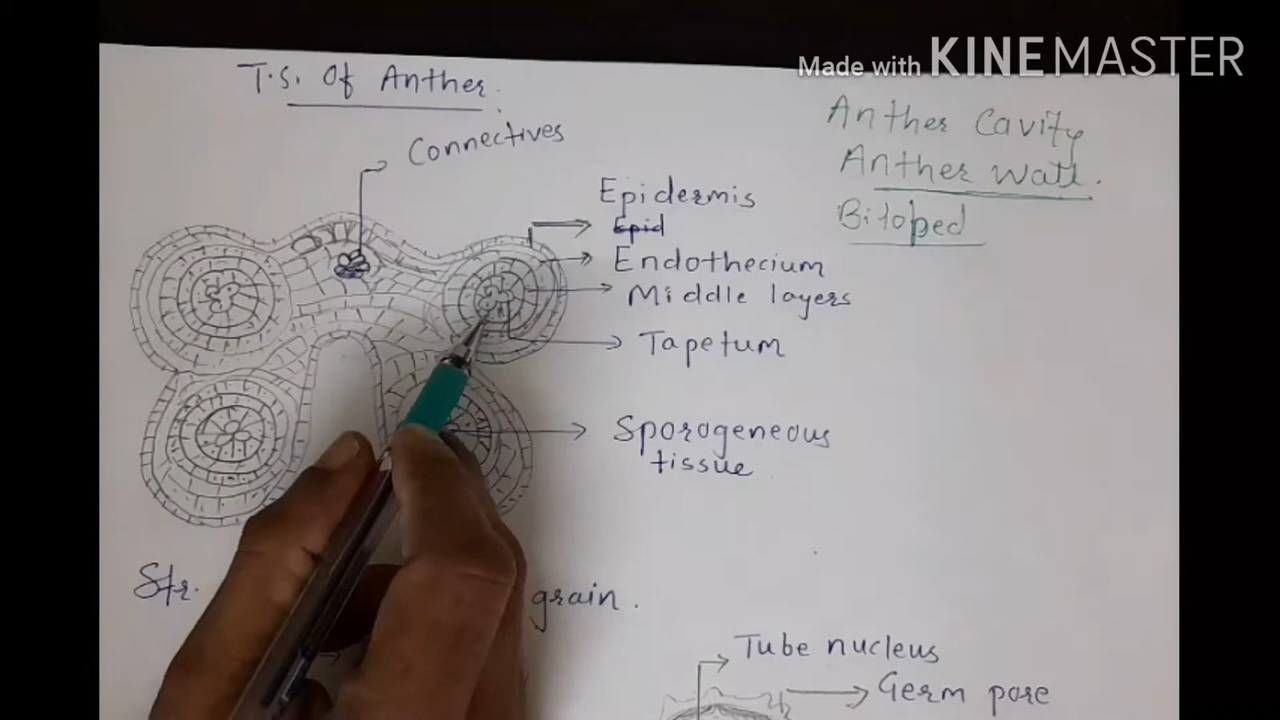 Made with KINEMASTER
T.s. Of Anther.
Connectives
Anther Cavity
Anther Wall.
Biloped
Epidermis
Epid
Endothecium
Middle layers
Tapetum
Sporogeneous
tissue
Str.
grain.
Tube nucleus
Germ pore